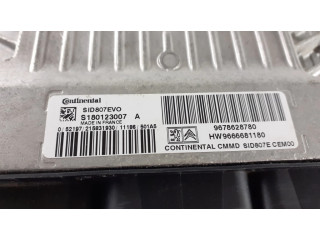 Continental
SID807EVO
S180123007 A
MADE IN FRANCE
9678628780
HW9666681180
CONTINENTAL CMMD SID807E CEM00